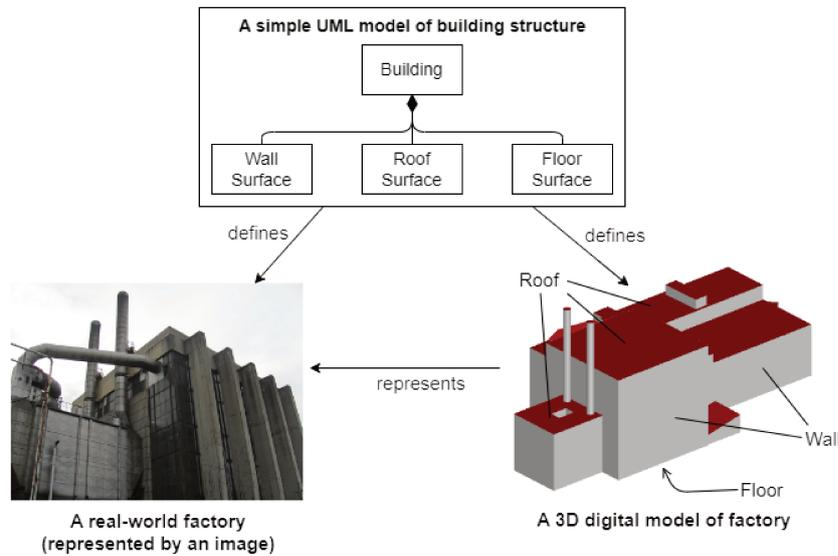 A simple UML model of building structure
Building
Wall
Surface
Roof
Surface
Floor
Surface
defines
defines
Roof
represents
Wall
Floor
A real-world factory
(represented by an image)
A 3D digital model of factory